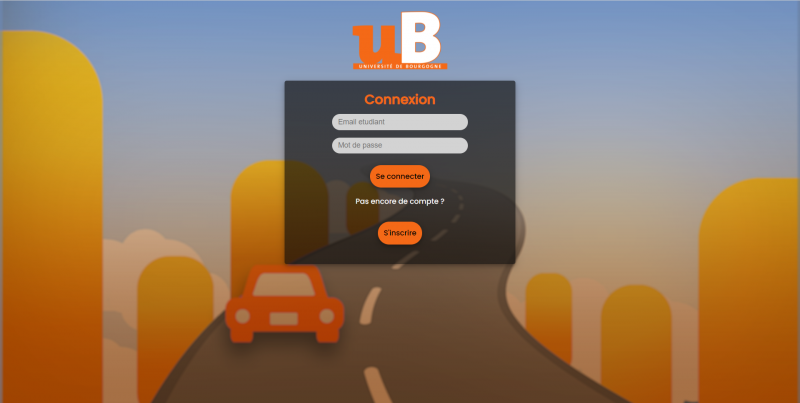 uB
UNIVERSITÉ DE BOURGOGNE
Connexion
Email etudiant
Mot de passe
Se connecter
Pas encore de compte ?
S'inscrire